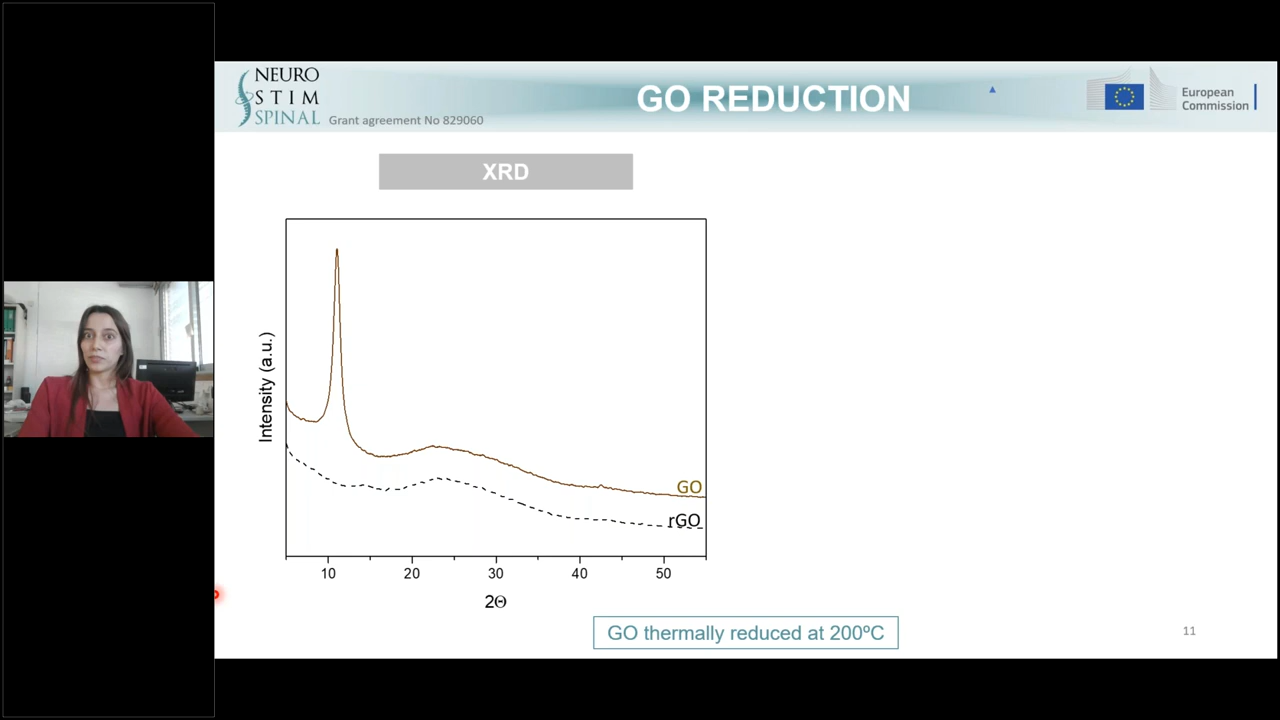 NEURO
STIM
SPINAL
Grant agreement No 829060
GO REDUCTION
European
Commission
XRD
Intensity (a.u.)
GO
rGO
10 20 30 40 50
2Θ
GO thermally reduced at 200ºC
11